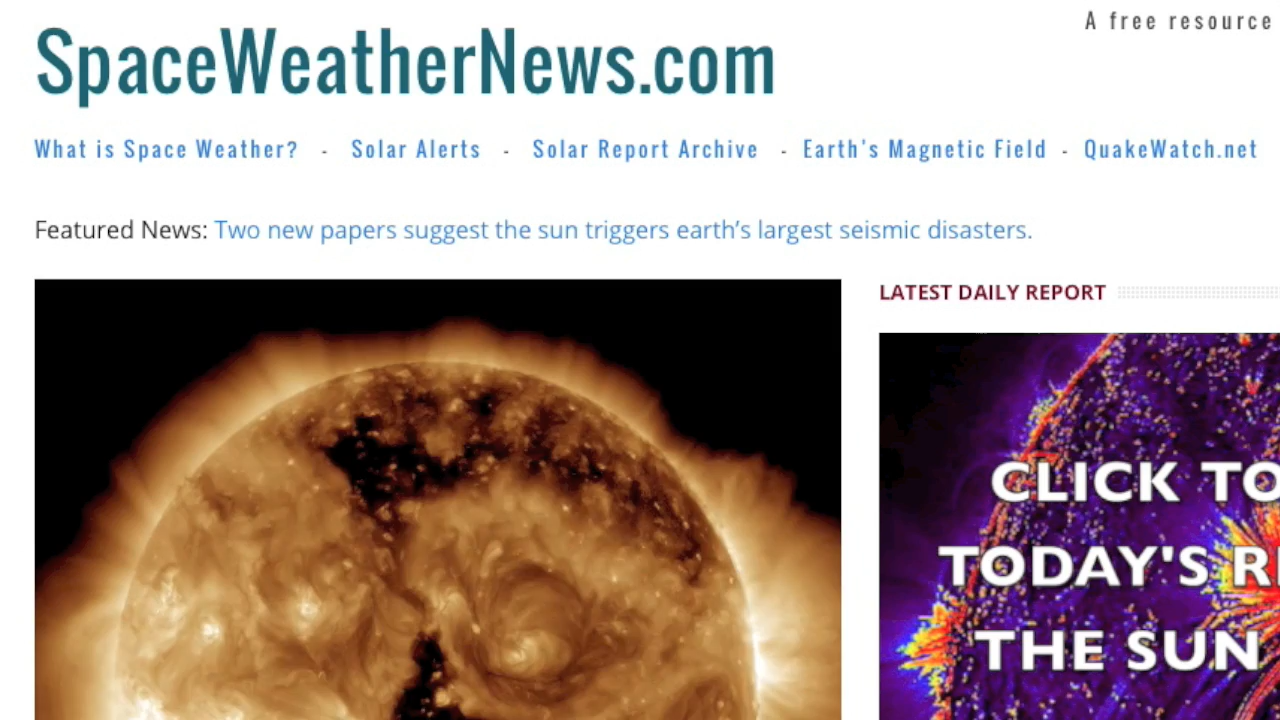 A free resource
SpaceWeatherNews.com
What is Space Weather? - Solar Alerts - Solar Report Archive - Earth's Magnetic Field - QuakeWatch.net
Featured News: Two new papers suggest the sun triggers earth’s largest seismic disasters.
LATEST DAILY REPORT
CLICK TO
TODAY'S
THE SUN